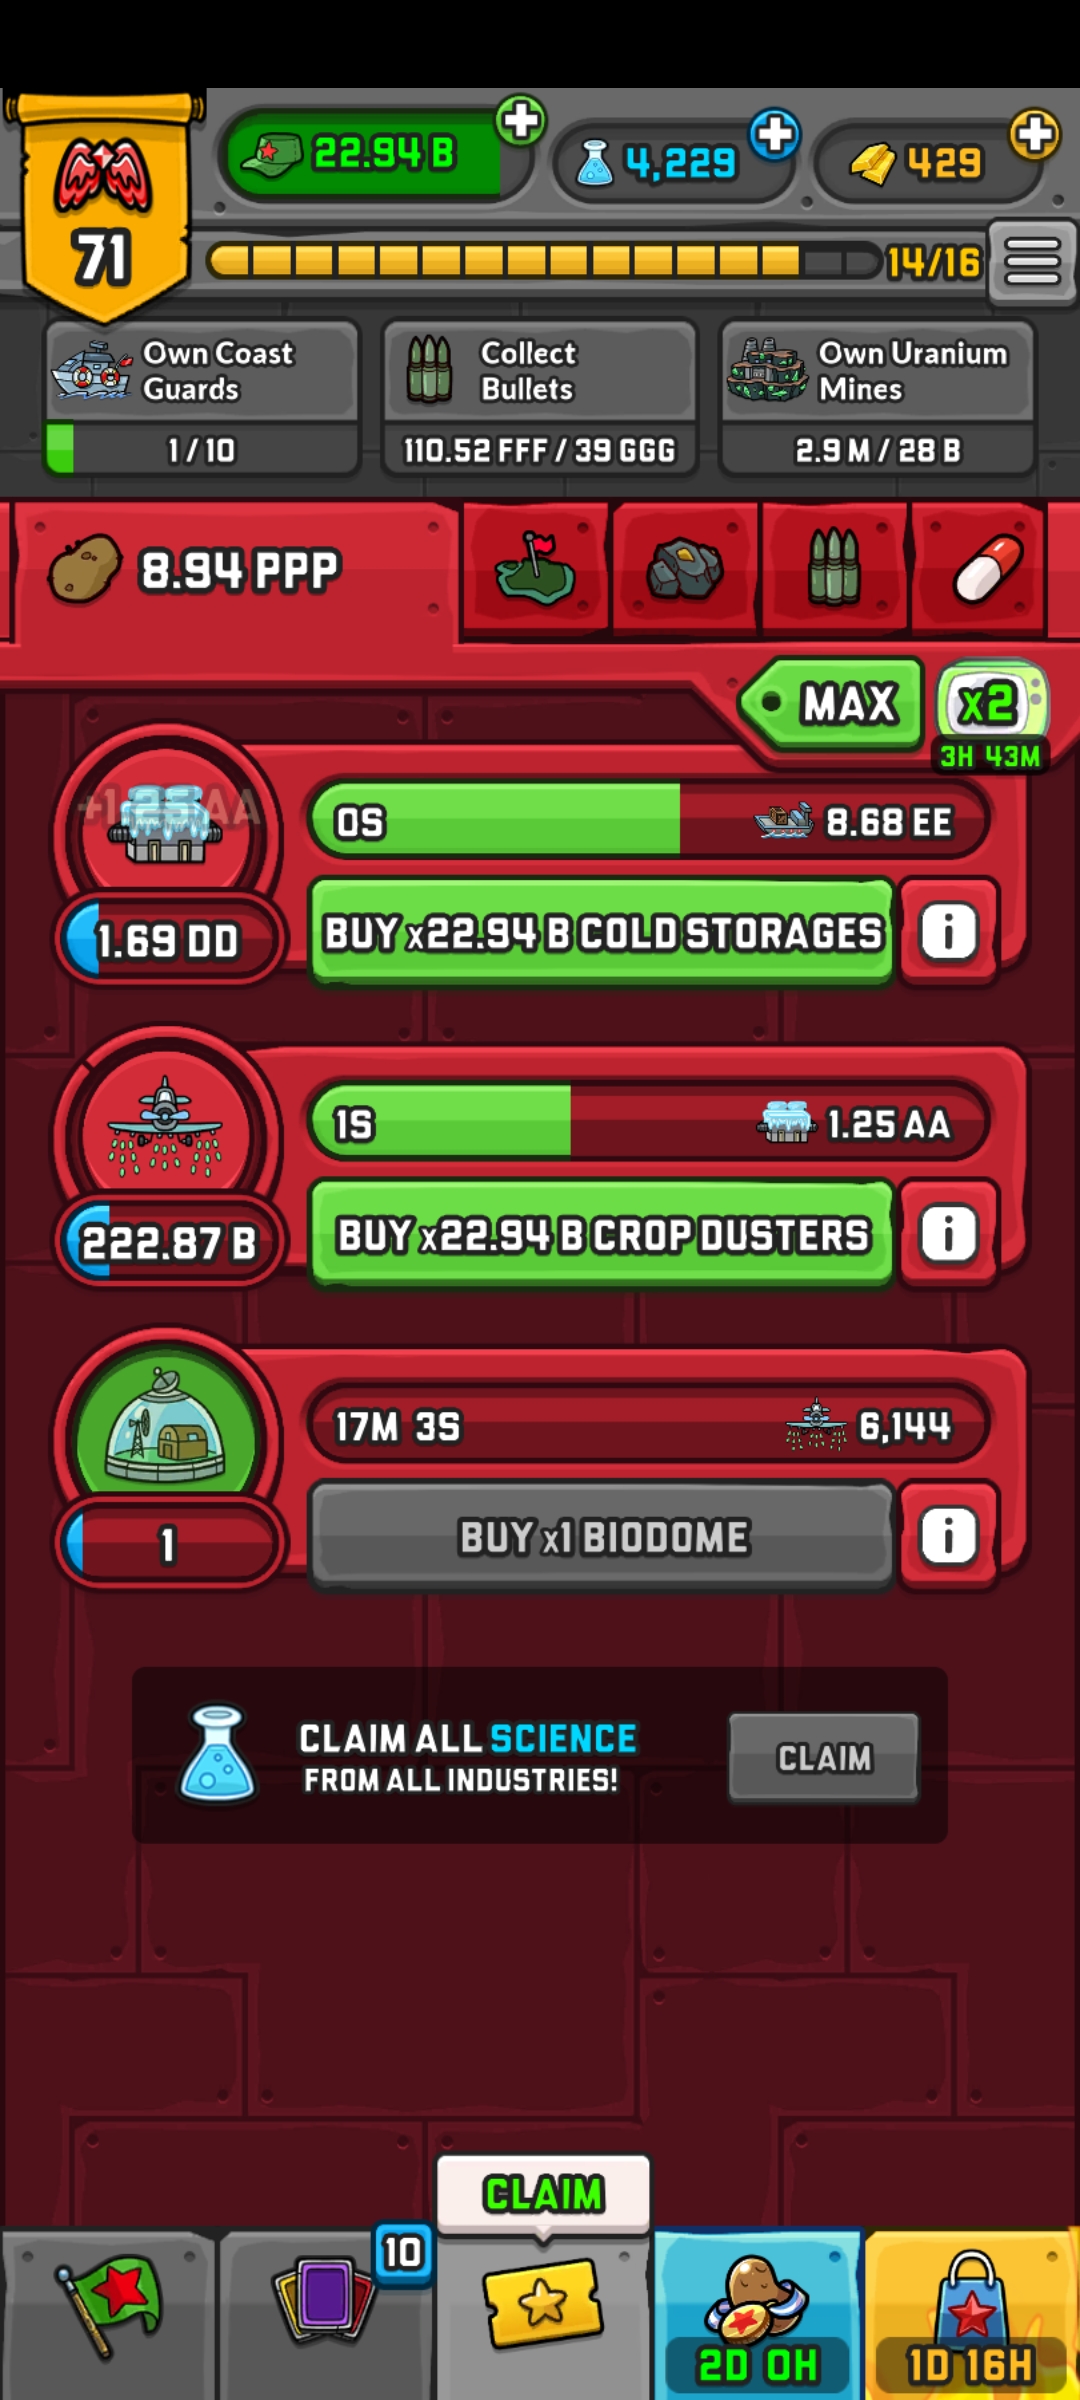 22.94 B
4,229
429
71
14/16
Own Coast
Guards
1 / 10
Collect
Bullets
110.52 FFF / 39 GGG
Own Uranium
Mines
2.9 M / 28 B
8.94 PPP
MAX
x2
3H 43M
+1.25 AA
0S
8.68 EE
1.69 DD
BUY x22.94 B COLD STORAGES
i
1S
1.25 AA
222.87 B
BUY x22.94 B CROP DUSTERS
i
17M 3S
6,144
1
BUY x1 BIODOME
i
CLAIM ALL SCIENCE
FROM ALL INDUSTRIES!
CLAIM
CLAIM
10
2D 0H
1D 16H